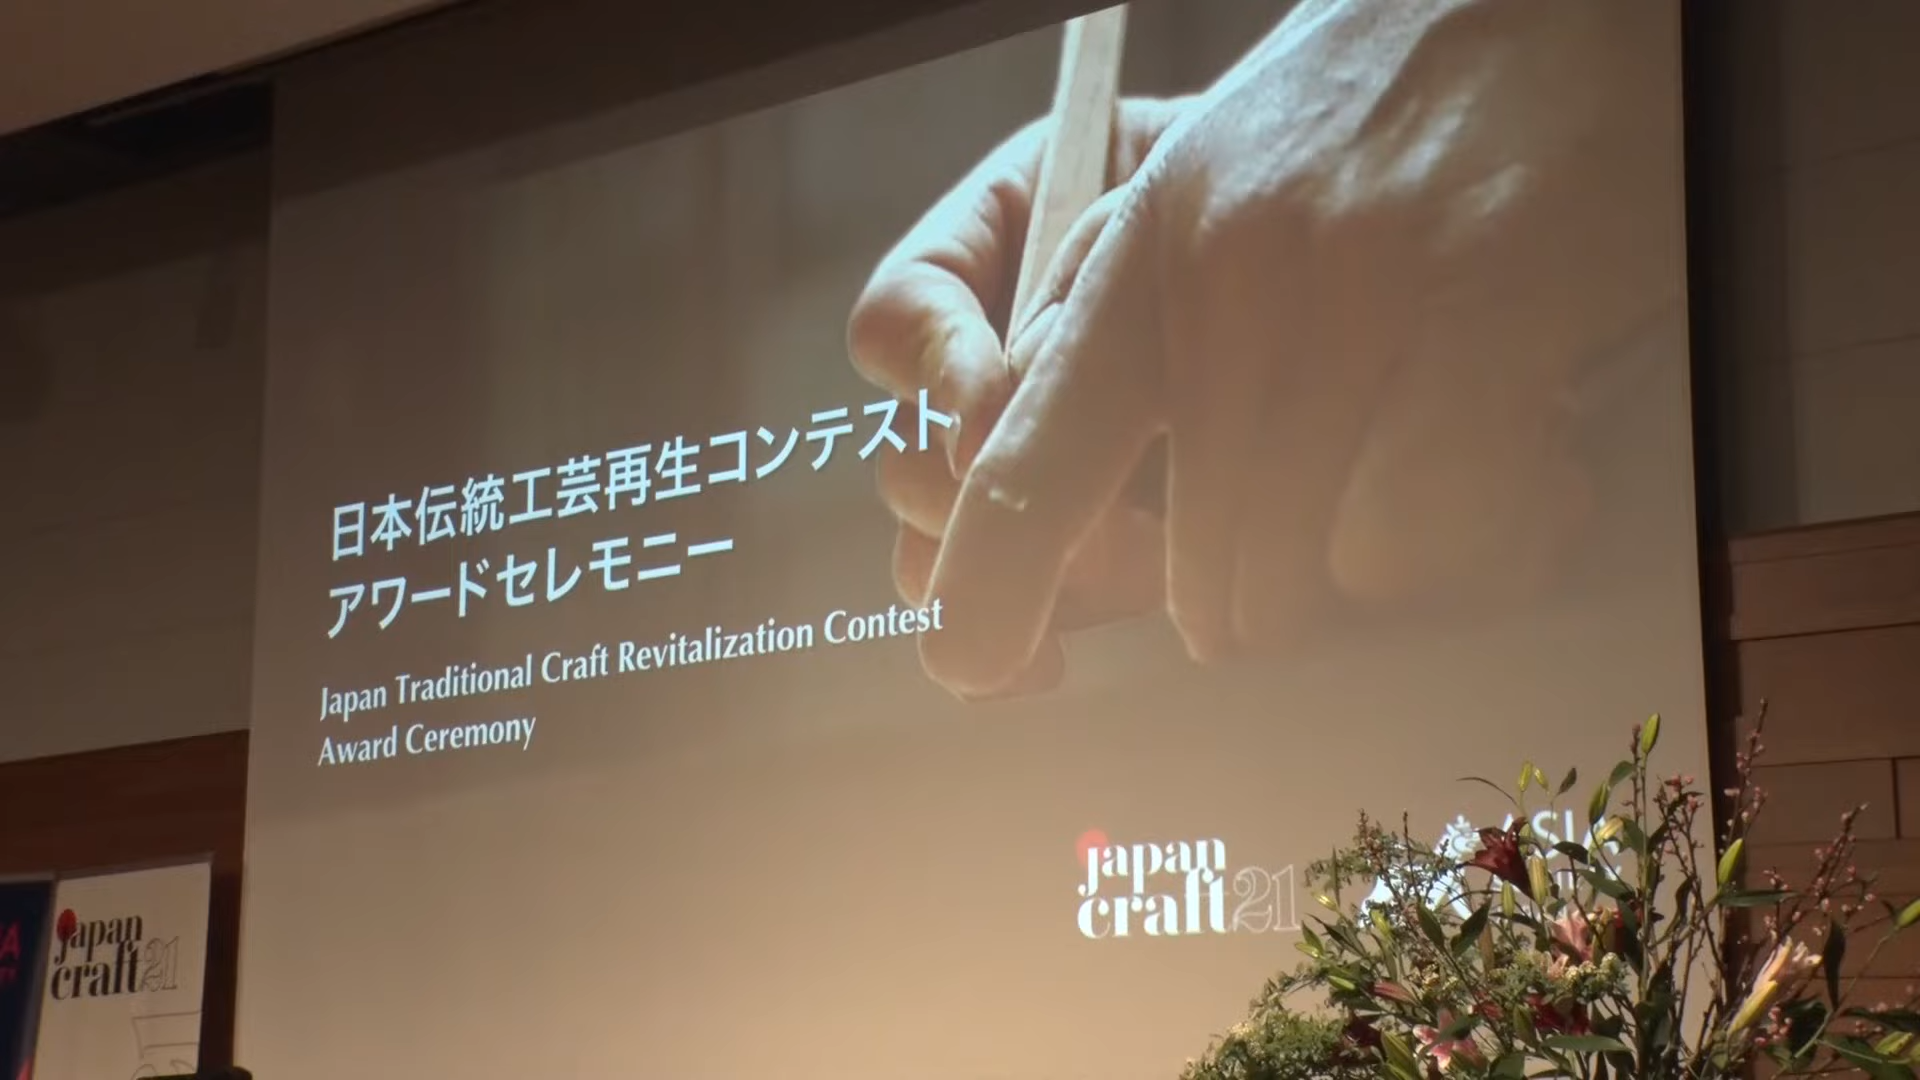 日本伝統工芸再生コンテスト
アワードセレモニー
Japan Traditional Craft Revitalization Contest
Award Ceremony
japan
craft21
ASIA
japan
craft21